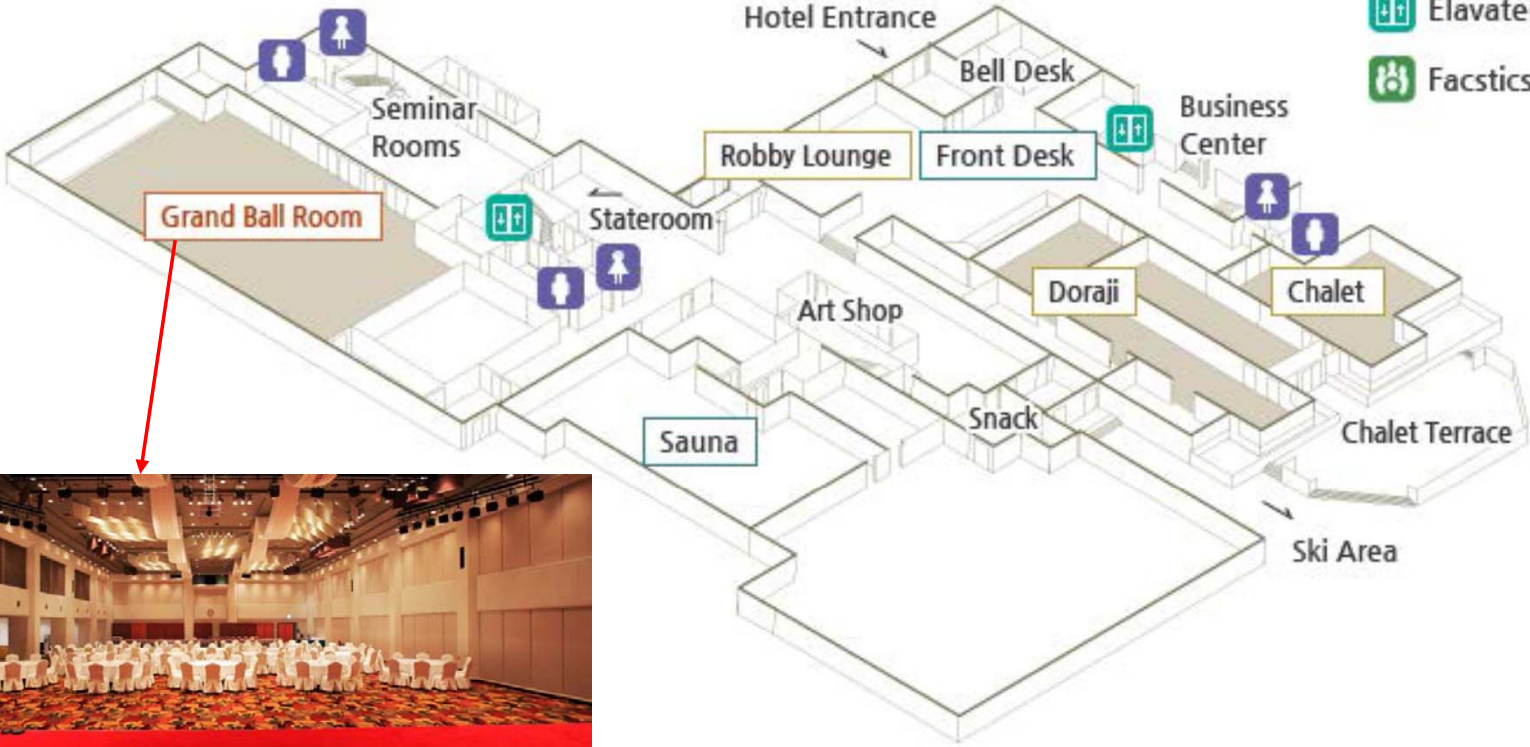 Hotel Entrance
Elavate
Facstics
Bell Desk
Seminar
Rooms
Business
Center
Robby Lounge
Front Desk
Grand Ball Room
Stateroom
Doraji
Chalet
Art Shop
Snack
Sauna
Chalet Terrace
Ski Area